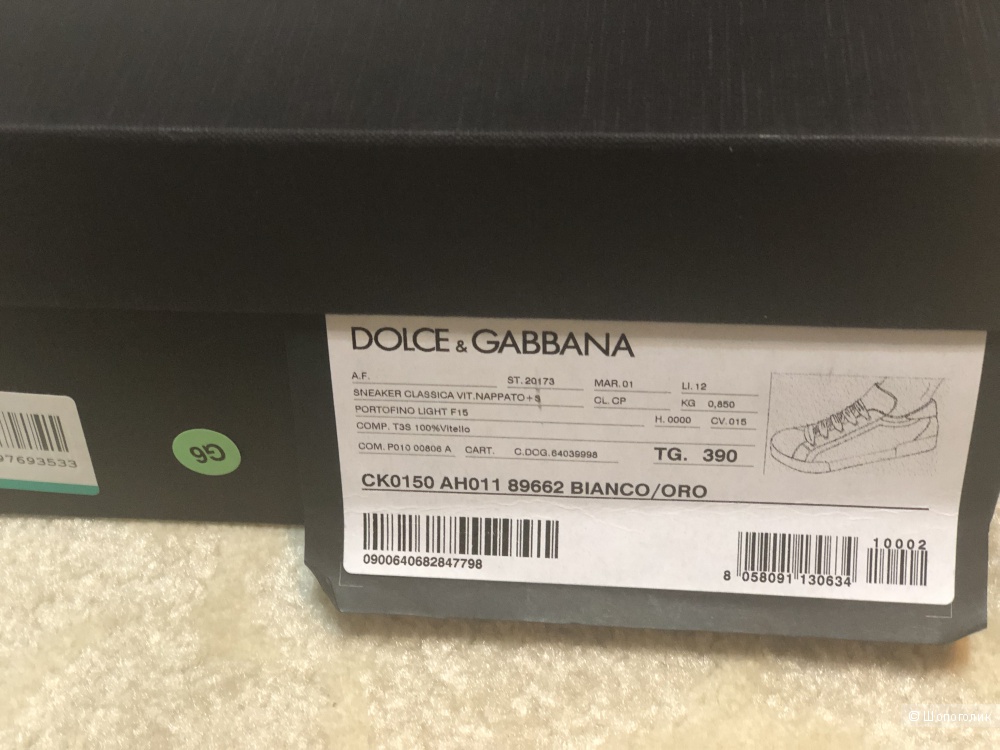 DOLCE & GABBANA
A.F. ST. 20173 MAR. 01 LI. 12
SNEAKER CLASSICA VIT.NAPPATO+S CL. CP KG 0,850
PORTOFINO LIGHT F15 H. 0000 CV. 015
COMP. T3S 100%Vitello
COM. P010 00806 A CART. C.DOG.64039998 TG. 390
CK0150 AH011 89662 BIANCO/ORO
0900640682847798
10002
8 058091 130634
97693533
G6
© Шопоголик